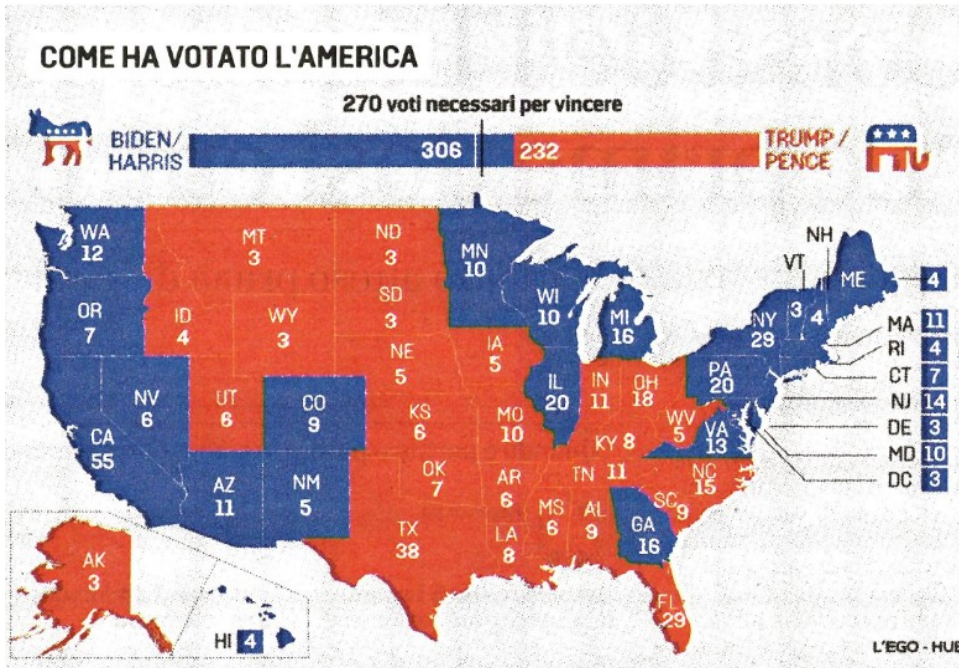 COME HA VOTATO L'AMERICA
270 voti necessari per vincere
BIDEN/
HARRIS
306
232
TRUMP /
PENCE
WA
12
OR
7
CA
55
NV
6
ID
4
MT
3
WY
3
UT
6
AZ
11
CO
9
NM
5
ND
3
SD
3
NE
5
KS
6
OK
7
TX
38
MN
10
IA
5
MO
10
AR
6
LA
8
WI
10
IL
20
MI
16
IN
11
OH
18
KY 8
TN 11
MS
6
AL
9
GA
16
FL
29
SC 9
NC
15
VA
13
WV
5
PA
20
NY
29
VT
3
NH
4
ME 4
MA 11
RI 4
CT 7
NJ 14
DE 3
MD 10
DC 3
AK
3
HI 4
L'EGO - HUB